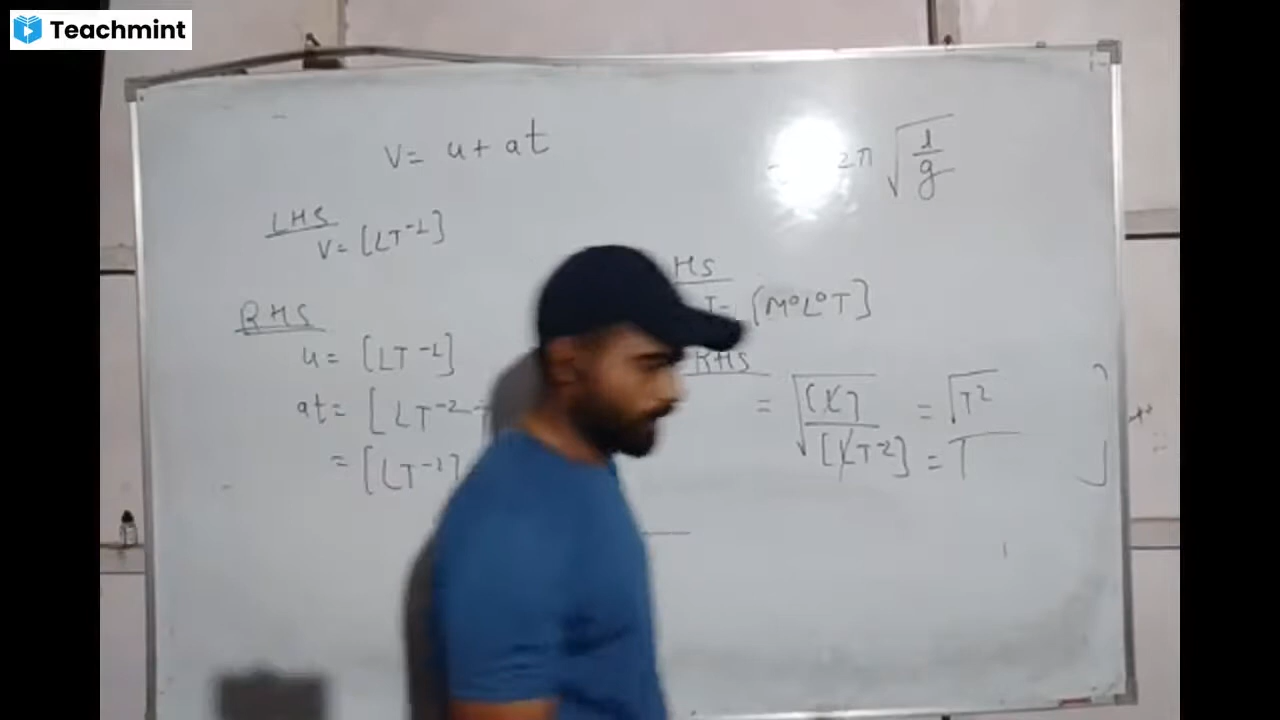 Teachmint
V= u+ at
2π √(l/g)
LHS
V= [LT⁻¹]
RHS
u= [LT⁻¹]
at= [LT⁻²
= [LT⁻¹]
HS
T= [M⁰L⁰T]
RHS
= √([L]/[LT⁻²]) = √T²
= T